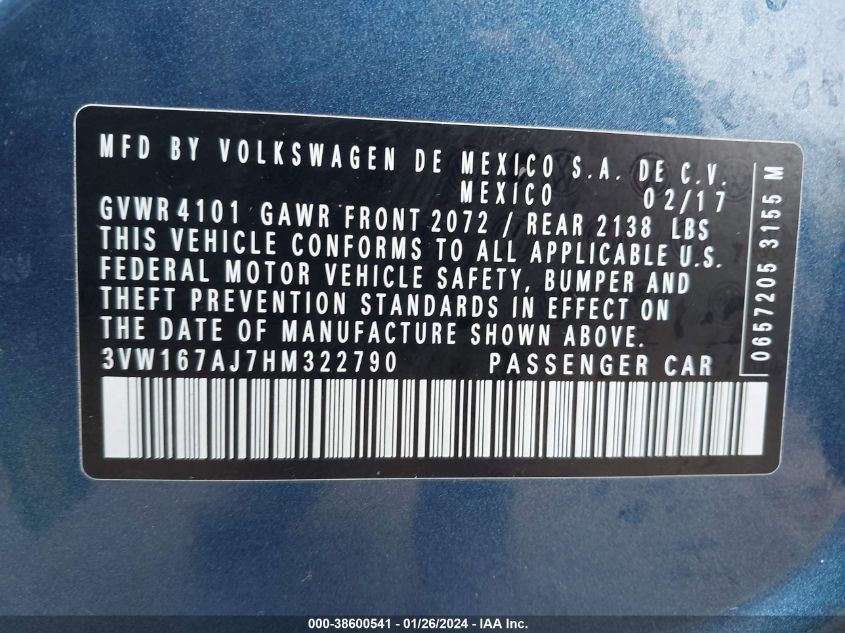 MFD BY VOLKSWAGEN DE MEXICO S.A. DE C.V.
MEXICO 02/17
GVWR 4101 GAWR FRONT 2072 / REAR 2138 LBS
THIS VEHICLE CONFORMS TO ALL APPLICABLE U.S.
FEDERAL MOTOR VEHICLE SAFETY, BUMPER AND
THEFT PREVENTION STANDARDS IN EFFECT ON
THE DATE OF MANUFACTURE SHOWN ABOVE.
3VW167AJ7HM322790 PASSENGER CAR
0657205 3155 M
000-38600541 - 01/26/2024 - IAA Inc.